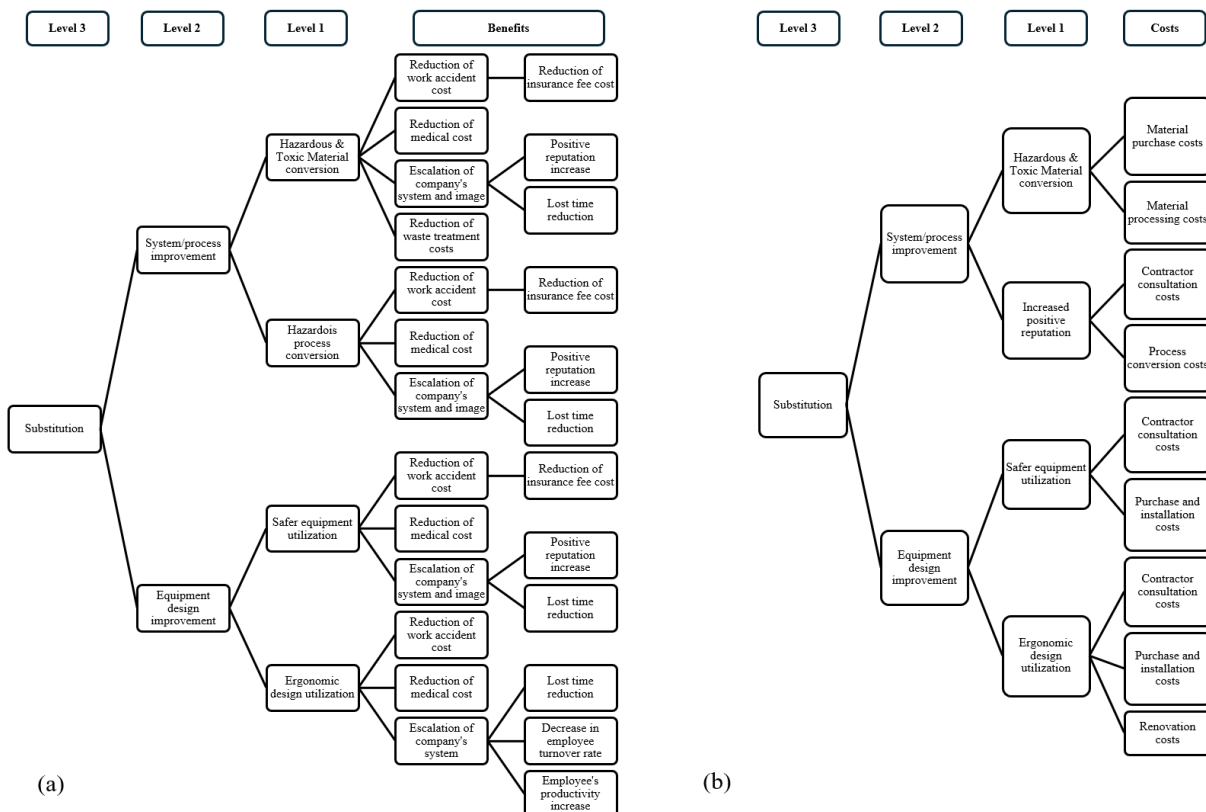 Level 3
Level 2
Level 1
Benefits
Reduction of
work accident
cost
Reduction of
insurance fee cost
Reduction of
medical cost
Hazardous &
Toxic Material
conversion
Escalation of
company's
system and image
Positive
reputation
increase
Lost time
reduction
Reduction of
waste treatment
costs
System/process
improvement
Reduction of
work accident
cost
Reduction of
insurance fee cost
Hazardois
process
conversion
Reduction of
medical cost
Escalation of
company's
system and image
Positive
reputation
increase
Lost time
reduction
Substitution
Reduction of
work accident
cost
Reduction of
insurance fee cost
Safer equipment
utilization
Reduction of
medical cost
Escalation of
company's
system and image
Positive
reputation
increase
Lost time
reduction
Equipment
design
improvement
Reduction of
work accident
cost
Ergonomic
design utilization
Reduction of
medical cost
Escalation of
company's
system
Lost time
reduction
Decrease in
employee
turnover rate
Employee's
productivity
increase
(a)
Level 3
Level 2
Level 1
Costs
Material
purchase costs
Hazardous &
Toxic Material
conversion
Material
processing costs
System/process
improvement
Contractor
consultation
costs
Increased
positive
reputation
Process
conversion costs
Substitution
Contractor
consultation
costs
Safer equipment
utilization
Purchase and
installation
costs
Equipment
design
improvement
Contractor
consultation
costs
Ergonomic
design
utilization
Purchase and
installation
costs
Renovation
costs
(b)